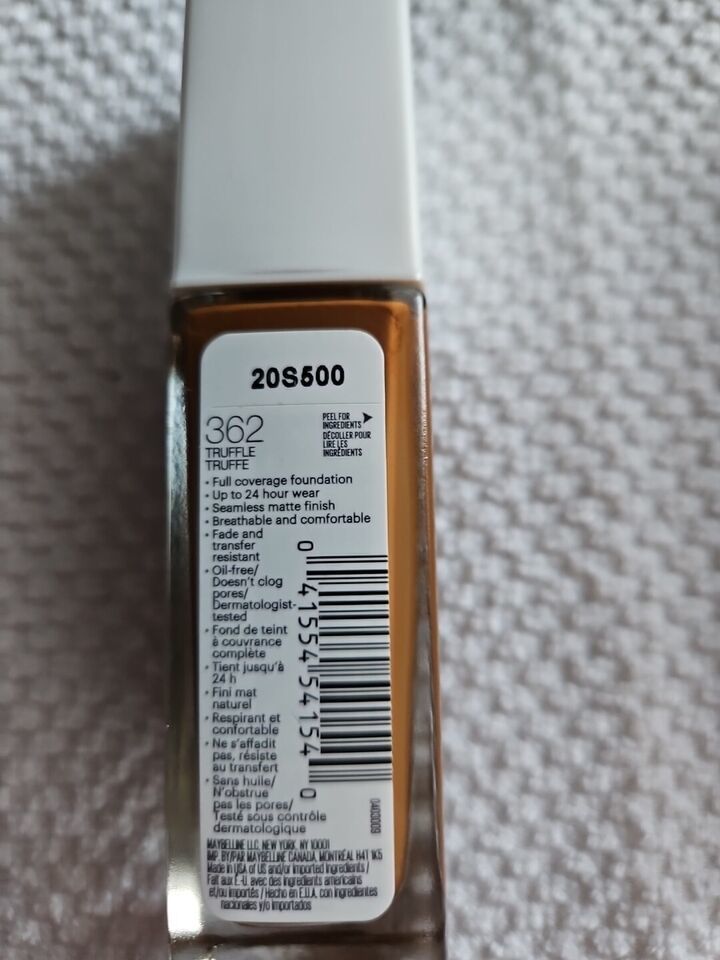 20S500
362
TRUFFLE
TRUFFE
PEEL FOR
INGREDIENTS
DÉCOLLER POUR
LIRE LES
INGRÉDIENTS
• Full coverage foundation
• Up to 24 hour wear
• Seamless matte finish
• Breathable and comfortable
• Fade and
transfer
resistant
• Oil-free/
Doesn't clog
pores/
Dermatologist-
tested
• Fond de teint
à couvrance
complète
• Tient jusqu'à
24 h
• Fini mat
naturel
• Respirant et
confortable
• Ne s'affadit
pas, résiste
au transfert
• Sans huile/
N'obstrue
pas les pores/
Testé sous contrôle
dermatologique
0 41554 54154 0
MAYBELLINE LLC, NEW YORK, NY 10001
IMP. BY/PAR MAYBELLINE CANADA, MONTRÉAL H4T 1K5
Made in USA of US and/or imported ingredients /
Fait aux É.-U. avec des ingrédients américains
et/ou importés / Hecho en E.U.A. con ingredientes
nacionales y/o importados